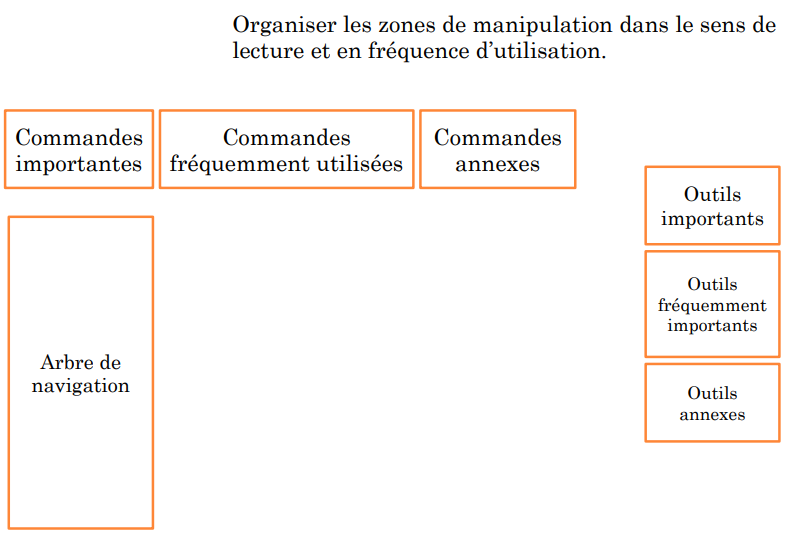 Organiser les zones de manipulation dans le sens de
lecture et en fréquence d’utilisation.
Commandes
importantes
Commandes
fréquemment utilisées
Commandes
annexes
Outils
importants
Outils
fréquemment
importants
Outils
annexes
Arbre de
navigation